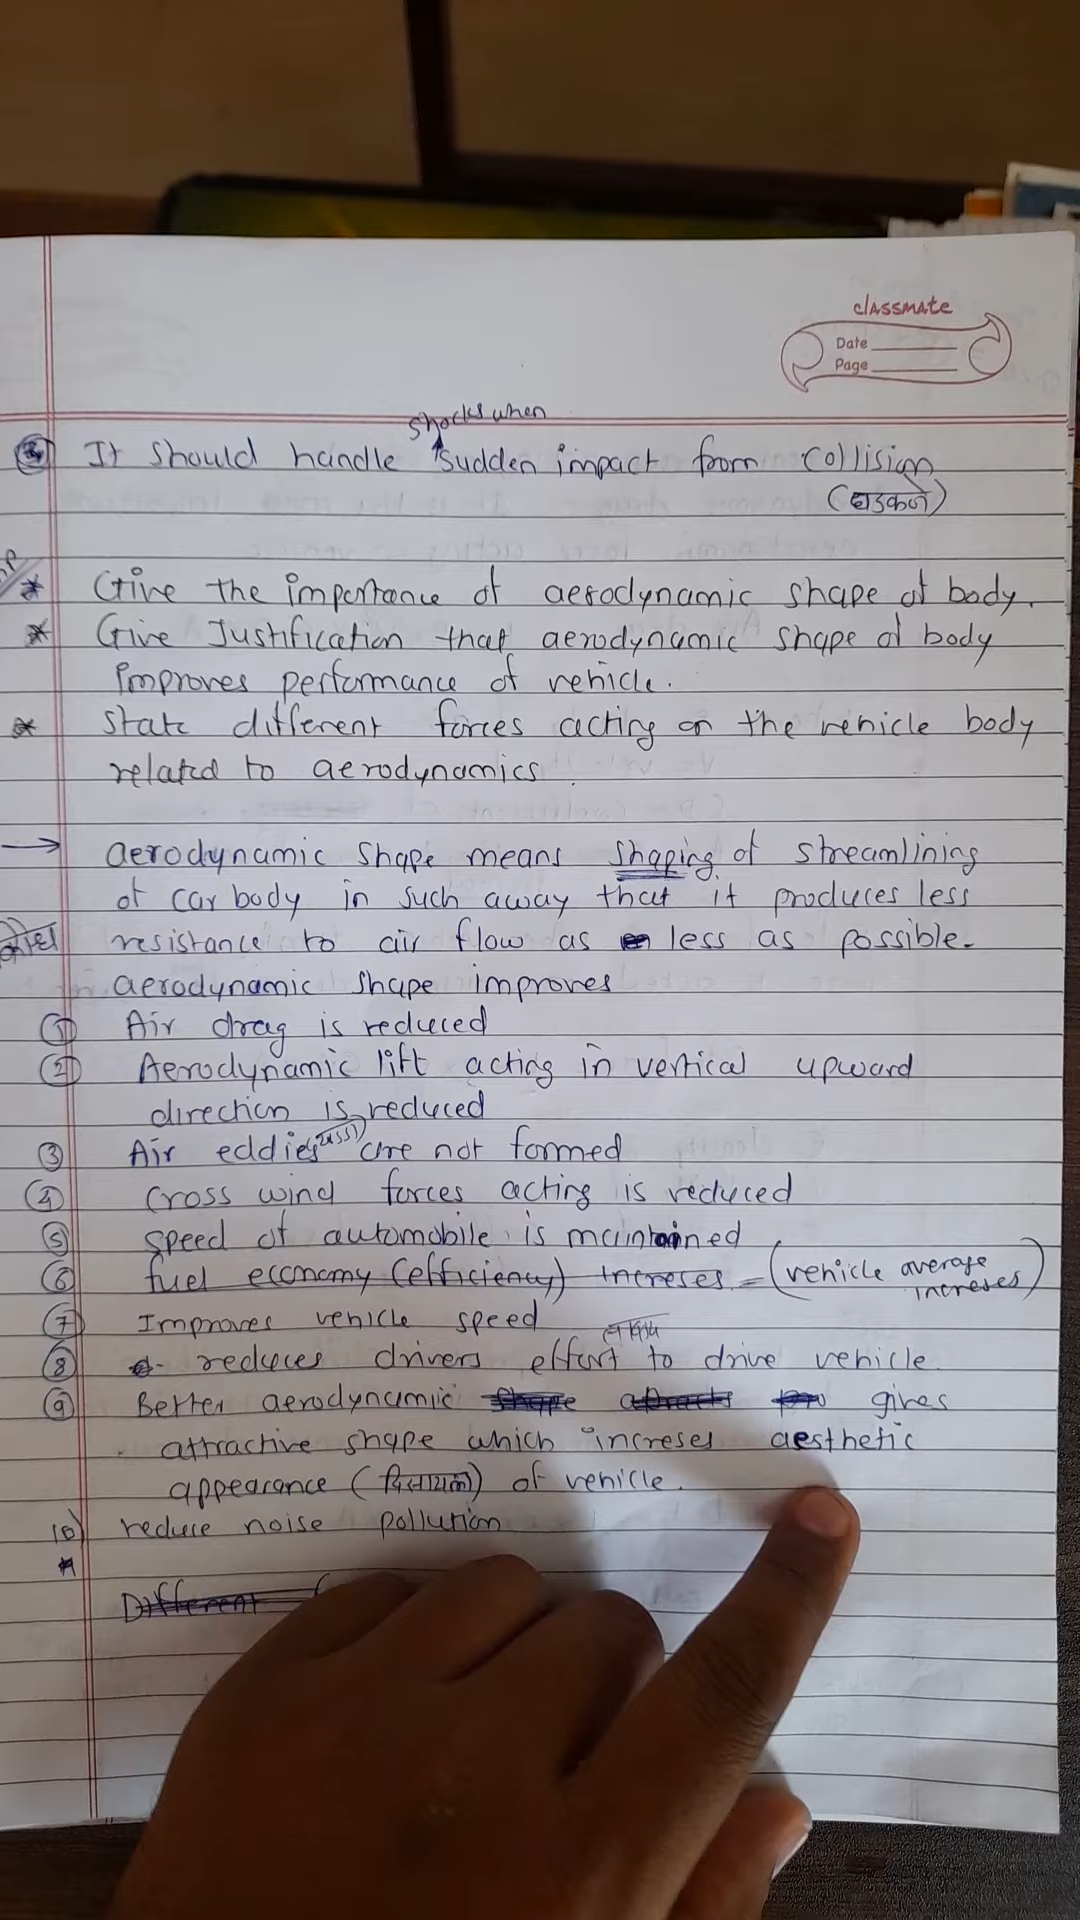 classmate
Date
Page
shocks when
③ It should handle sudden impact from collision
(धडकने)
* Give the importance of aerodynamic shape of body.
* Give Justification that aerodynamic shape of body
improves performance of vehicle.
* State different forces acting on the vehicle body
related to aerodynamics.
→ aerodynamic shape means shaping of streamlining
of car body in such away that it produces less
resistance to air flow as less as possible.
aerodynamic shape improves
① Air drag is reduced
② Aerodynamic lift acting in vertical upward
direction is reduced
③ Air eddies are not formed
④ Cross wind forces acting is reduced
⑤ speed of automobile is maintained
⑥ fuel economy (efficiency) increses = (vehicle average
increses)
⑦ Improves vehicle speed
⑧ reduces drivers effort to drive vehicle
⑨ Better aerodynamic shape gives
attractive shape which increses aesthetic
appearance of vehicle.
10) reduce noise pollution
*
Different